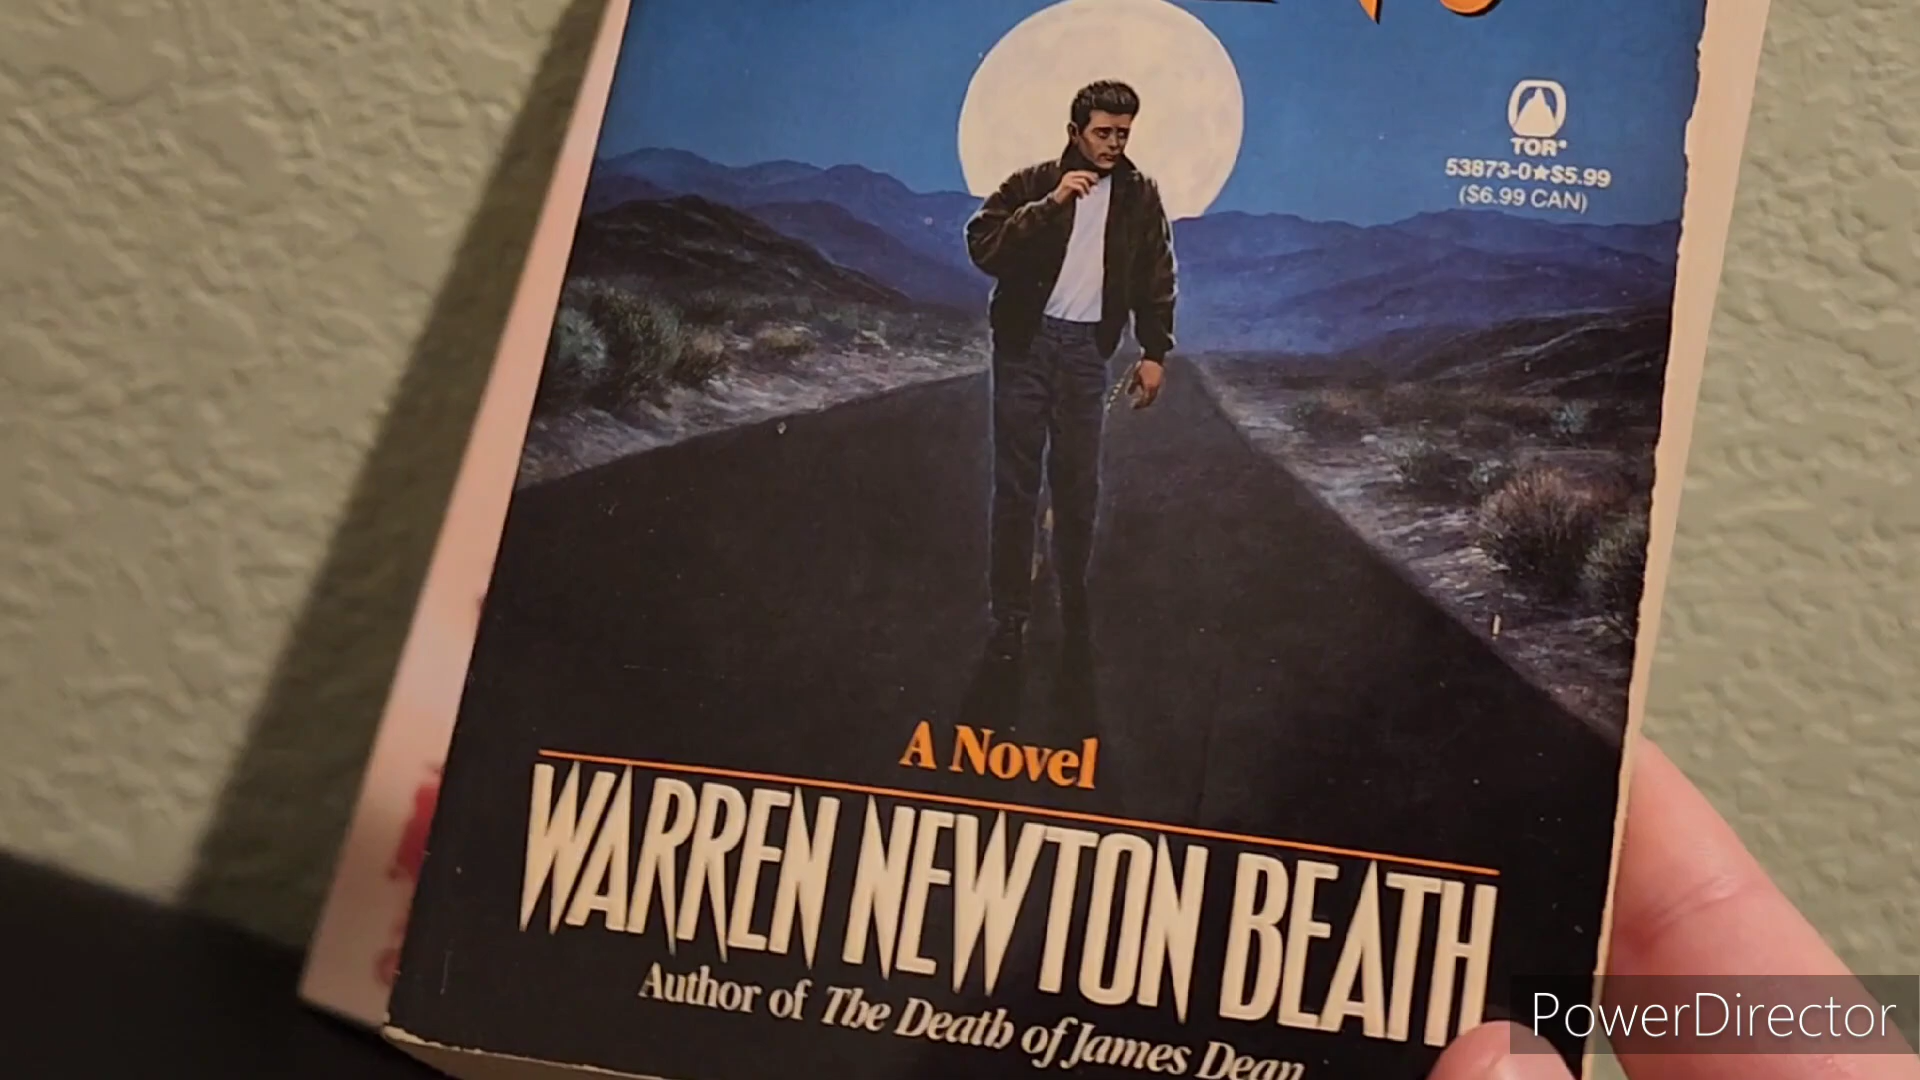 TOR®
53873-0★$5.99
($6.99 CAN)
A Novel
WARREN NEWTON BEATH
Author of The Death of James Dean
PowerDirector